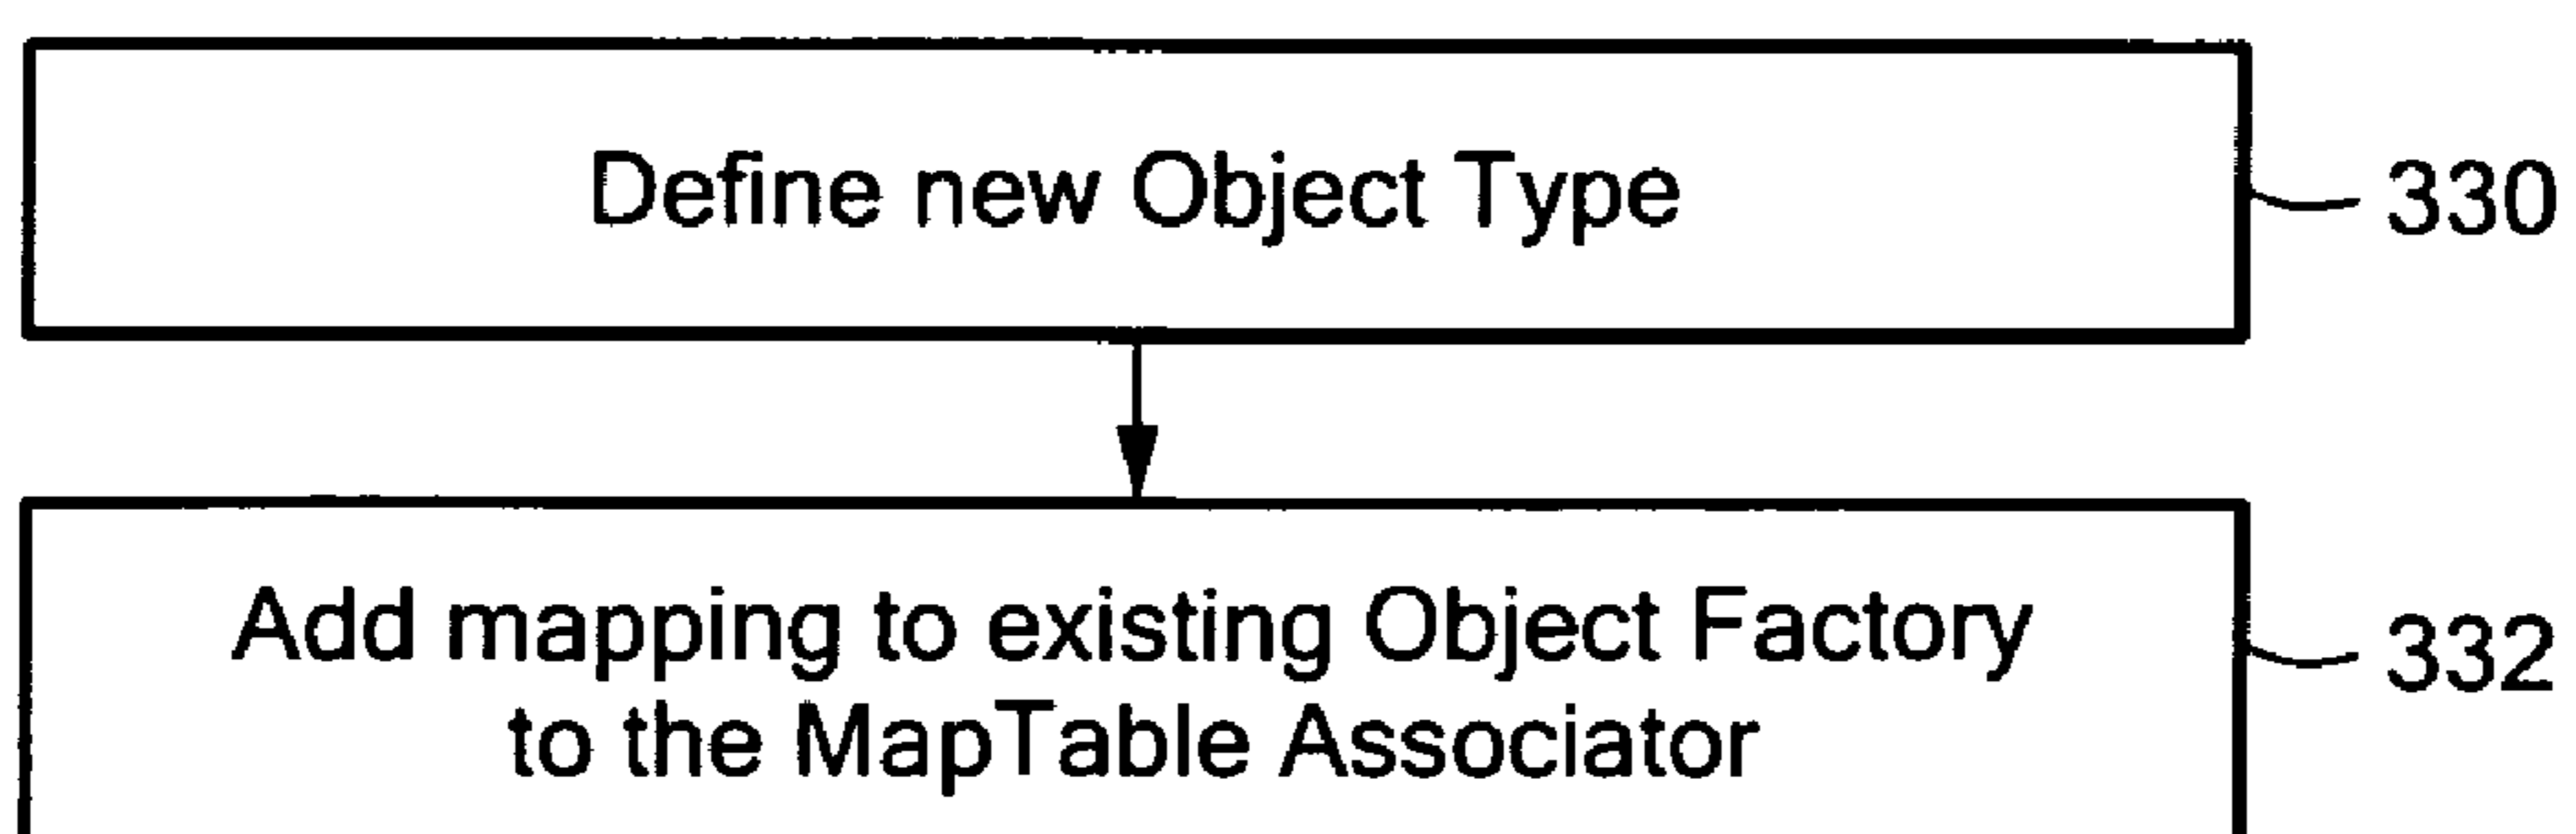 Define new Object Type
330
Add mapping to existing Object Factory
332
to the MapTable Associator